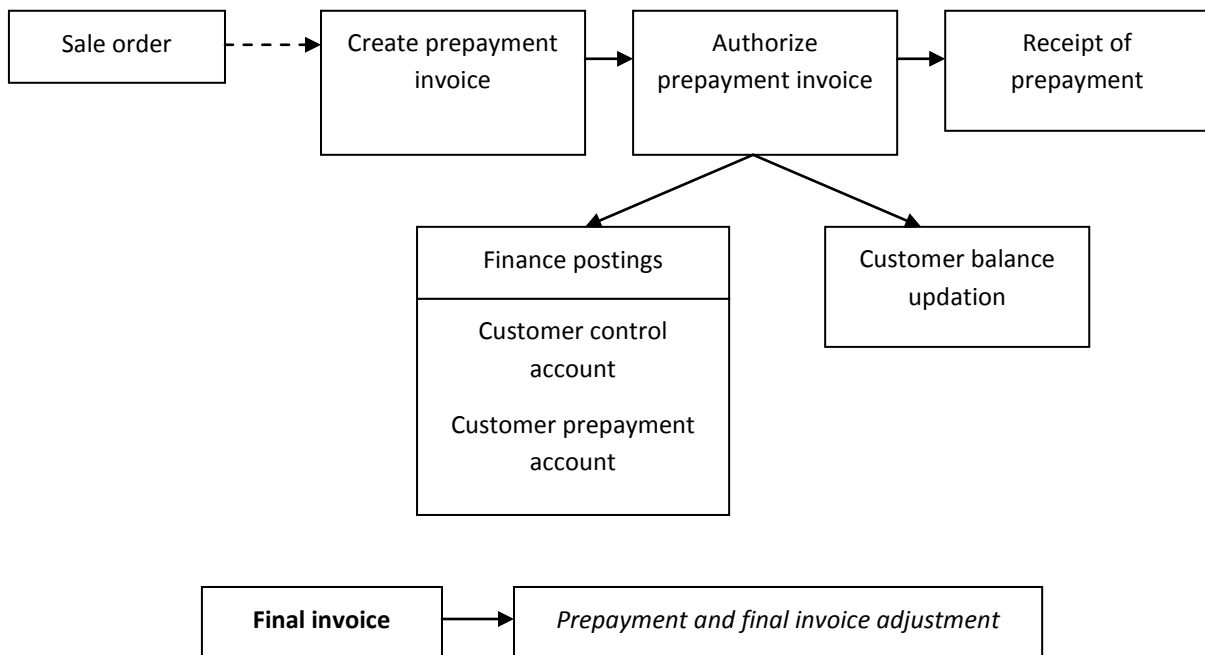 Sale order
Create prepayment
invoice
Authorize
prepayment invoice
Receipt of
prepayment
Finance postings
Customer control
account
Customer prepayment
account
Customer balance
updation
Final invoice
Prepayment and final invoice adjustment